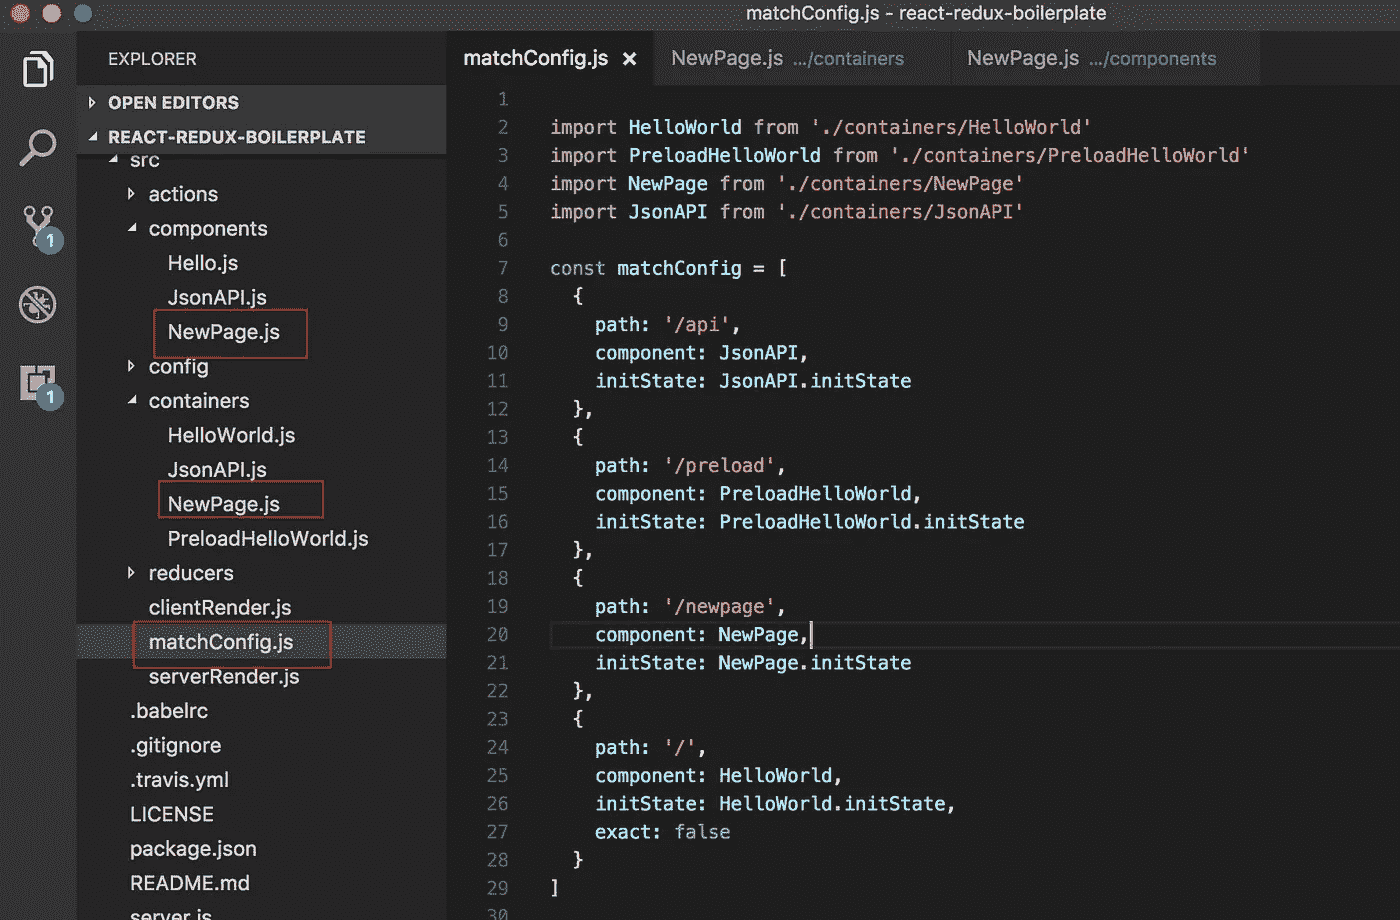 matchConfig.js - react-redux-boilerplate
EXPLORER
OPEN EDITORS
REACT-REDUX-BOILERPLATE
src
actions
components
Hello.js
JsonAPI.js
NewPage.js
config
containers
HelloWorld.js
JsonAPI.js
NewPage.js
PreloadHelloWorld.js
reducers
clientRender.js
matchConfig.js
serverRender.js
.babelrc
.gitignore
.travis.yml
LICENSE
package.json
README.md
server.js
1
1
matchConfig.js × NewPage.js .../containers NewPage.js .../components
1
2 import HelloWorld from './containers/HelloWorld'
3 import PreloadHelloWorld from './containers/PreloadHelloWorld'
4 import NewPage from './containers/NewPage'
5 import JsonAPI from './containers/JsonAPI'
6
7 const matchConfig = [
8 {
9 path: '/api',
10 component: JsonAPI,
11 initState: JsonAPI.initState
12 },
13 {
14 path: '/preload',
15 component: PreloadHelloWorld,
16 initState: PreloadHelloWorld.initState
17 },
18 {
19 path: '/newpage',
20 component: NewPage,
21 initState: NewPage.initState
22 },
23 {
24 path: '/',
25 component: HelloWorld,
26 initState: HelloWorld.initState,
27 exact: false
28 }
29 ]
30